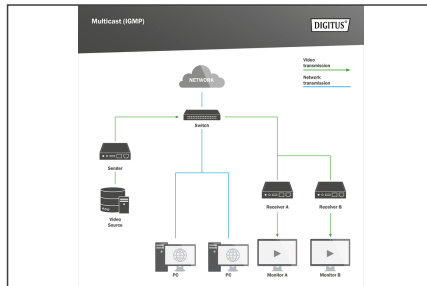 Multicast (IGMP)
DIGITUS®
Video
transmission
Network
transmission
NETWORK
Switch
Sender
Video
Source
Receiver A
Receiver B
PC
PC
Monitor A
Monitor B